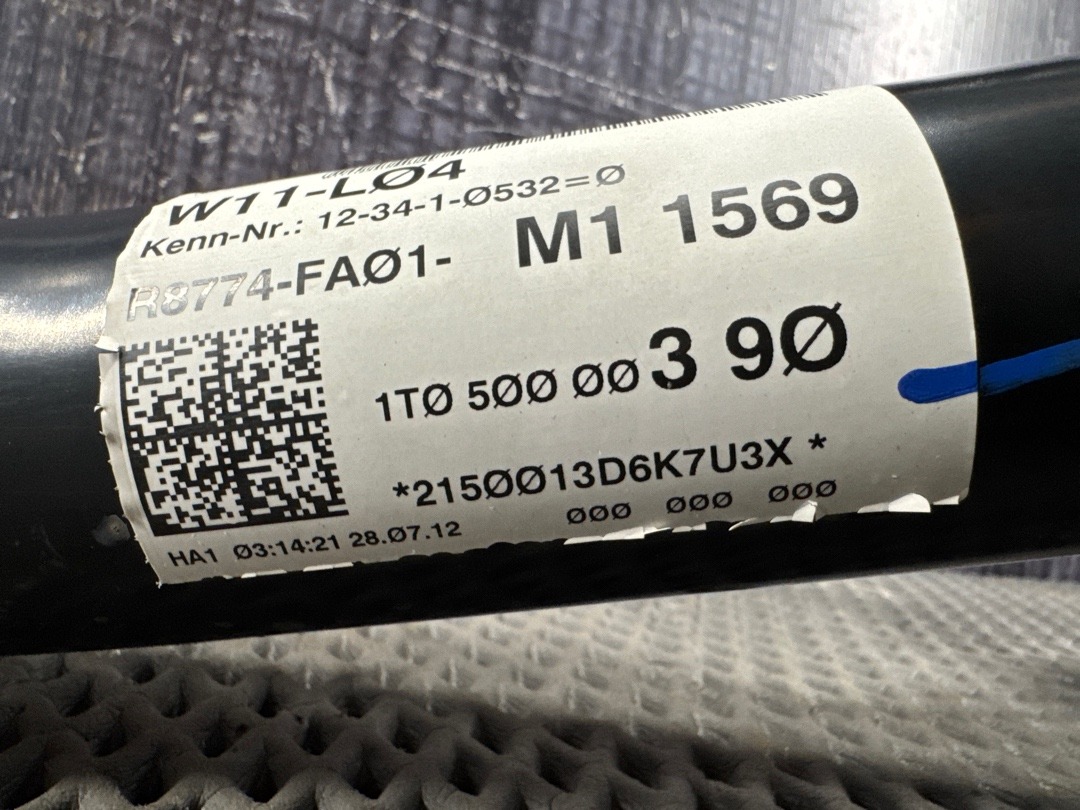 W11-LØ4
Kenn-Nr.: 12-34-1-Ø532=Ø
R8774-FAØ1- M1 1569
1TØ 5ØØ ØØ3 9Ø
*215ØØ13D6K7U3X *
ØØØ ØØØ ØØØ
HA1 Ø3:14:21 28.Ø7.12